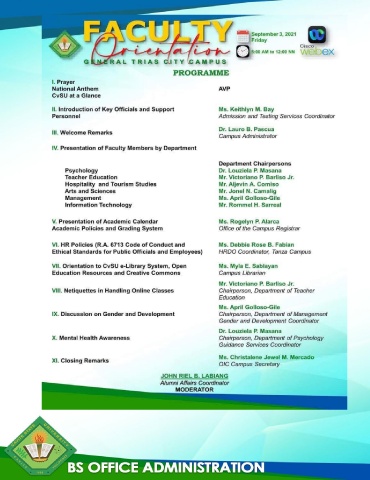 FACULTY
Orientation
GENERAL TRIAS CITY CAMPUS
September 3, 2021
Friday
8:00 AM to 12:00 NN
Cisco
webex
PROGRAMME
I. Prayer
National Anthem AVP
CvSU at a Glance
II. Introduction of Key Officials and Support Ms. Keithlyn M. Bay
Personnel Admission and Testing Services Coordinator
III. Welcome Remarks Dr. Lauro B. Pascua
Campus Administrator
IV. Presentation of Faculty Members by Department
Department Chairpersons
Psychology Dr. Louziela P. Masana
Teacher Education Mr. Victoriano P. Barliso Jr.
Hospitality and Tourism Studies Mr. Aljevin A. Comiso
Arts and Sciences Mr. Jonel N. Camalig
Management Ms. April Golloso-Gile
Information Technology Mr. Rommel H. Sarreal
V. Presentation of Academic Calendar Ms. Rogelyn P. Alarca
Academic Policies and Grading System Office of the Campus Registrar
VI. HR Policies (R.A. 6713 Code of Conduct and Ms. Debbie Rose B. Fabian
Ethical Standards for Public Officials and Employees) HRDO Coordinator, Tanza Campus
VII. Orientation to CvSU e-Library System, Open Ms. Myla E. Sablayan
Education Resources and Creative Commons Campus Librarian
Mr. Victoriano P. Barliso Jr.
VIII. Netiquettes in Handling Online Classes Chairperson, Department of Teacher
Education
Ms. April Golloso-Gile
IX. Discussion on Gender and Development Chairperson, Department of Management
Gender and Development Coordinator
Dr. Louziela P. Masana
X. Mental Health Awareness Chairperson, Department of Psychology
Guidance Services Coordinator
XI. Closing Remarks Ms. Christalene Jewel M. Mercado
OIC Campus Secretary
JOHN RIEL B. LABIANG
Alumni Affairs Coordinator
MODERATOR
BS OFFICE ADMINISTRATION